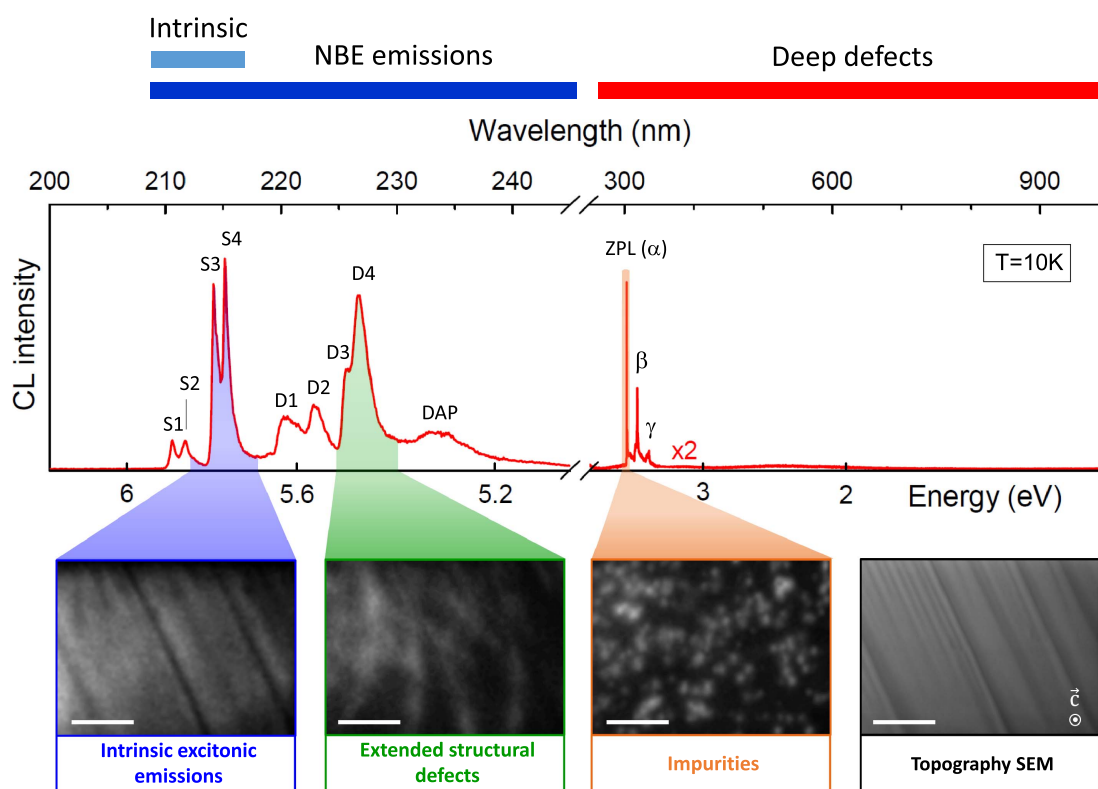 Intrinsic
NBE emissions
Deep defects
Wavelength (nm)
200 210 220 230 240 300 600 900
CL intensity
S1
S2
S3
S4
D1
D2
D3
D4
DAP
ZPL (α)
β
γ
x2
T=10K
6 5.6 5.2 3 2 Energy (eV)
c⃗
Intrinsic excitonic
emissions
Extended structural
defects
Impurities
Topography SEM